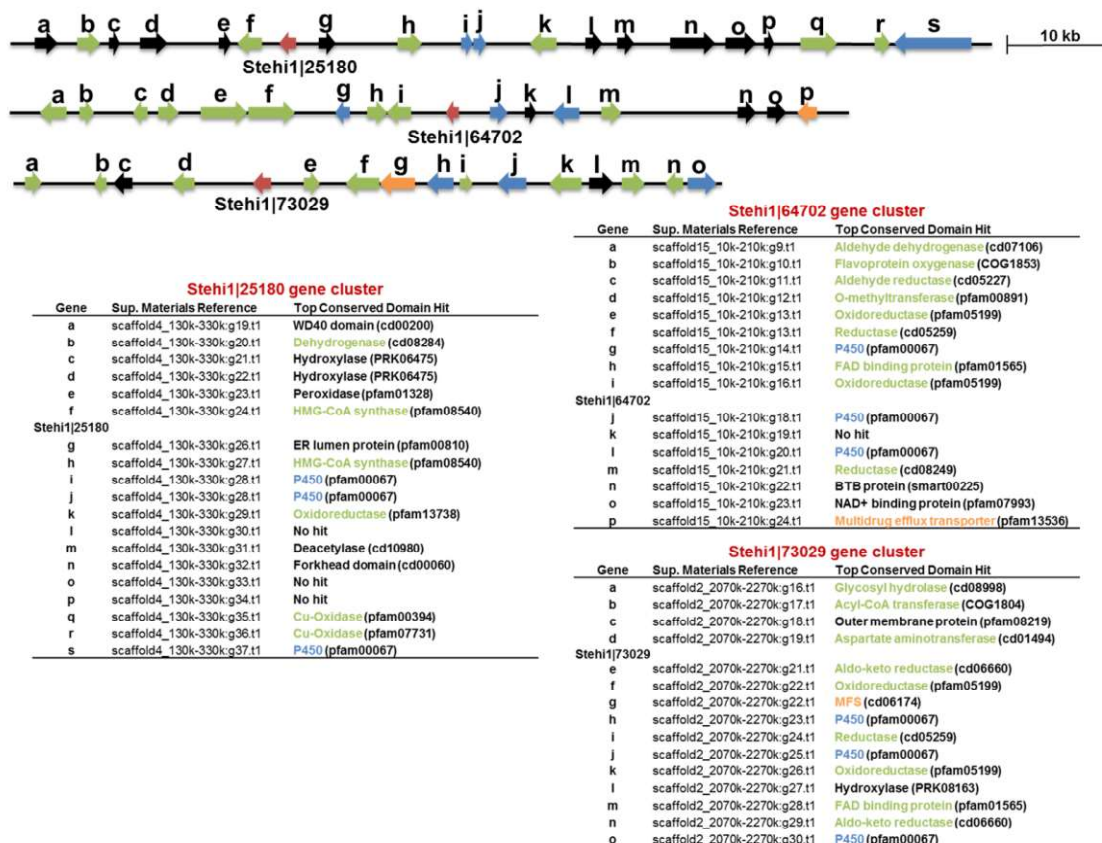 a b c d e f g h i j k l m n o p q r s
10 kb
Stehi1|25180
a b c d e f g h i j k l m n o p
Stehi1|64702
a b c d e f g h i j k l m n o
Stehi1|73029
Stehi1|25180 gene cluster
Gene Sup. Materials Reference Top Conserved Domain Hit
a scaffold4_130k-330k:g19.t1 WD40 domain (cd00200)
b scaffold4_130k-330k:g20.t1 Dehydrogenase (cd08284)
c scaffold4_130k-330k:g21.t1 Hydroxylase (PRK06475)
d scaffold4_130k-330k:g22.t1 Hydroxylase (PRK06475)
e scaffold4_130k-330k:g23.t1 Peroxidase (pfam01328)
f scaffold4_130k-330k:g24.t1 HMG-CoA synthase (pfam08540)
Stehi1|25180
g scaffold4_130k-330k:g26.t1 ER lumen protein (pfam00810)
h scaffold4_130k-330k:g27.t1 HMG-CoA synthase (pfam08540)
i scaffold4_130k-330k:g28.t1 P450 (pfam00067)
j scaffold4_130k-330k:g28.t1 P450 (pfam00067)
k scaffold4_130k-330k:g29.t1 Oxidoreductase (pfam13738)
l scaffold4_130k-330k:g30.t1 No hit
m scaffold4_130k-330k:g31.t1 Deacetylase (cd10980)
n scaffold4_130k-330k:g32.t1 Forkhead domain (cd00060)
o scaffold4_130k-330k:g33.t1 No hit
p scaffold4_130k-330k:g34.t1 No hit
q scaffold4_130k-330k:g35.t1 Cu-Oxidase (pfam00394)
r scaffold4_130k-330k:g36.t1 Cu-Oxidase (pfam07731)
s scaffold4_130k-330k:g37.t1 P450 (pfam00067)
Stehi1|64702 gene cluster
Gene Sup. Materials Reference Top Conserved Domain Hit
a scaffold15_10k-210k:g9.t1 Aldehyde dehydrogenase (cd07106)
b scaffold15_10k-210k:g10.t1 Flavoprotein oxygenase (COG1853)
c scaffold15_10k-210k:g11.t1 Aldehyde reductase (cd05227)
d scaffold15_10k-210k:g12.t1 O-methyltransferase (pfam00891)
e scaffold15_10k-210k:g13.t1 Oxidoreductase (pfam05199)
f scaffold15_10k-210k:g13.t1 Reductase (cd05259)
g scaffold15_10k-210k:g14.t1 P450 (pfam00067)
h scaffold15_10k-210k:g15.t1 FAD binding protein (pfam01565)
i scaffold15_10k-210k:g16.t1 Oxidoreductase (pfam05199)
Stehi1|64702
j scaffold15_10k-210k:g18.t1 P450 (pfam00067)
k scaffold15_10k-210k:g19.t1 No hit
l scaffold15_10k-210k:g20.t1 P450 (pfam00067)
m scaffold15_10k-210k:g21.t1 Reductase (cd08249)
n scaffold15_10k-210k:g22.t1 BTB protein (smart00225)
o scaffold15_10k-210k:g23.t1 NAD+ binding protein (pfam07993)
p scaffold15_10k-210k:g24.t1 Multidrug efflux transporter (pfam13536)
Stehi1|73029 gene cluster
Gene Sup. Materials Reference Top Conserved Domain Hit
a scaffold2_2070k-2270k:g16.t1 Glycosyl hydrolase (cd08998)
b scaffold2_2070k-2270k:g17.t1 Acyl-CoA transferase (COG1804)
c scaffold2_2070k-2270k:g18.t1 Outer membrane protein (pfam08219)
d scaffold2_2070k-2270k:g19.t1 Aspartate aminotransferase (cd01494)
Stehi1|73029
e scaffold2_2070k-2270k:g21.t1 Aldo-keto reductase (cd06660)
f scaffold2_2070k-2270k:g22.t1 Oxidoreductase (pfam05199)
g scaffold2_2070k-2270k:g22.t1 MFS (cd06174)
h scaffold2_2070k-2270k:g23.t1 P450 (pfam00067)
i scaffold2_2070k-2270k:g24.t1 Reductase (cd05259)
j scaffold2_2070k-2270k:g25.t1 P450 (pfam00067)
k scaffold2_2070k-2270k:g26.t1 Oxidoreductase (pfam05199)
l scaffold2_2070k-2270k:g27.t1 Hydroxylase (PRK08163)
m scaffold2_2070k-2270k:g28.t1 FAD binding protein (pfam01565)
n scaffold2_2070k-2270k:g29.t1 Aldo-keto reductase (cd06660)
o scaffold2_2070k-2270k:g30.t1 P450 (pfam00067)